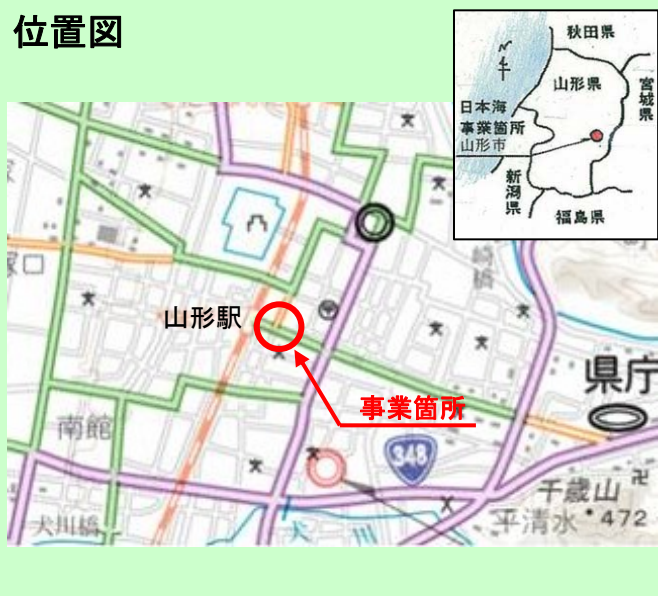 位置図
秋田県
山形県
宮城県
日本海
事業箇所
山形市
新潟県
福島県
山形駅
事業箇所
県庁
南館
348
千歳山
平清水
472
犬川橋
犬川